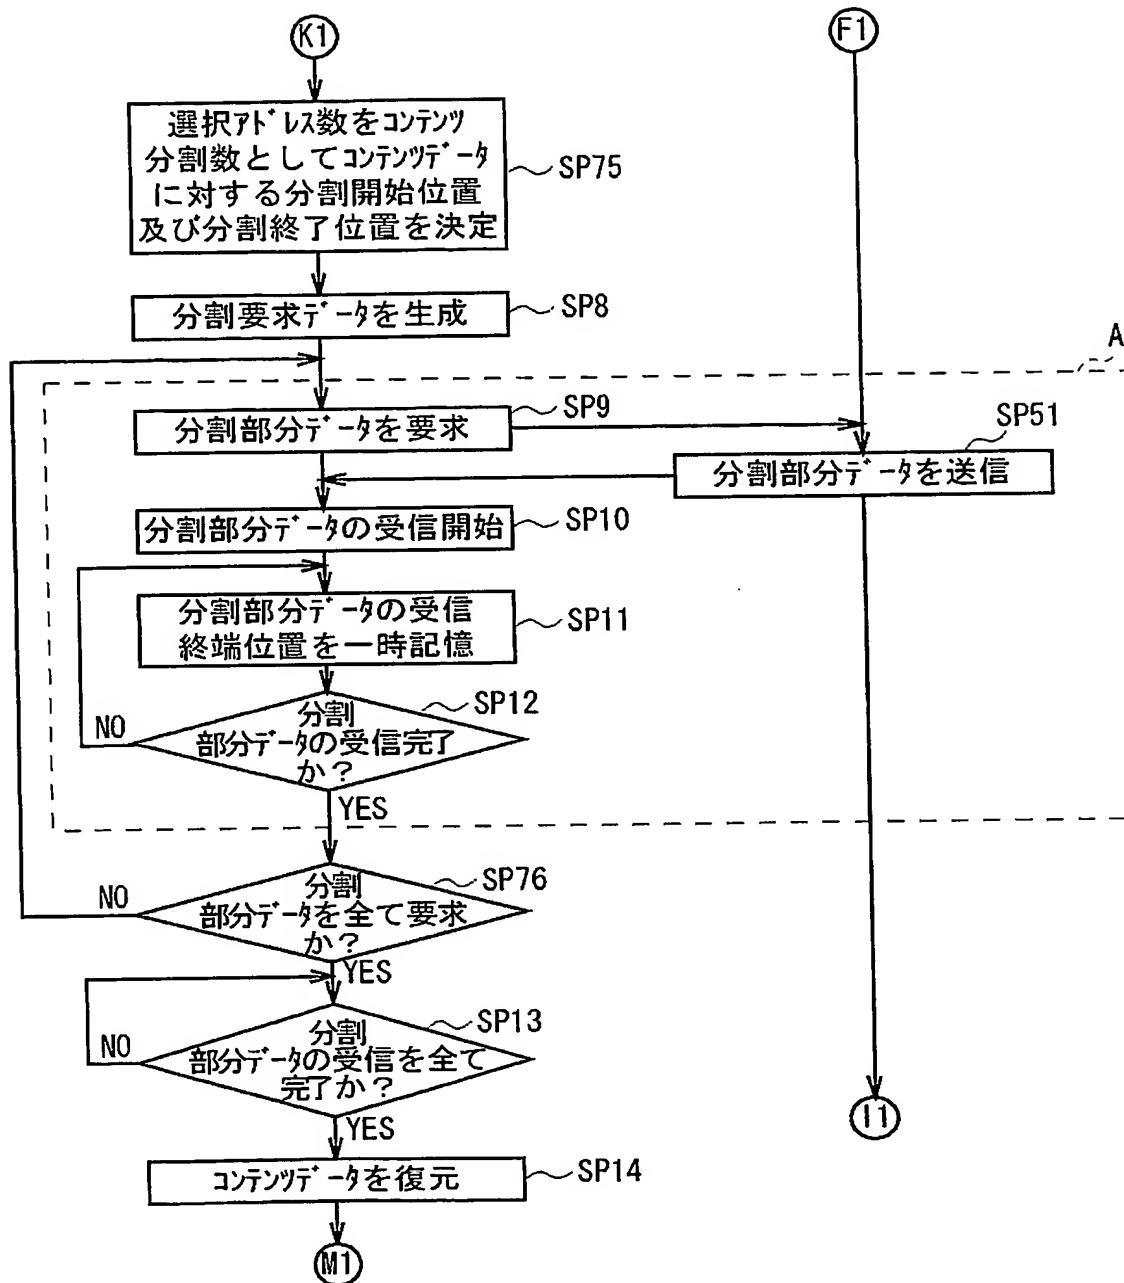 K1
F1
選択アドレス数をコンテンツ
分割数としてコンテンツデータ
に対する分割開始位置
及び分割終了位置を決定
SP75
分割要求データを生成
SP8
A
分割部分データを要求
SP9
SP51
分割部分データを送信
分割部分データの受信開始
SP10
分割部分データの受信
終端位置を一時記憶
SP11
SP12
NO
分割
部分データの受信完了
か?
YES
SP76
NO
分割
部分データを全て要求
か?
YES
SP13
NO
分割
部分データの受信を全て
完了か?
YES
I1
コンテンツデータを復元
SP14
M1